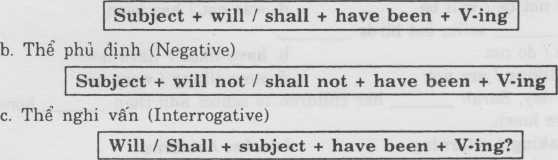 Subject + will / shall + have been + V-ing
b. Thể phủ định (Negative)
Subject + will not / shall not + have been + V-ing
c. Thể nghi vấn (Interrogative)
Will / Shall + subject + have been + V-ing?